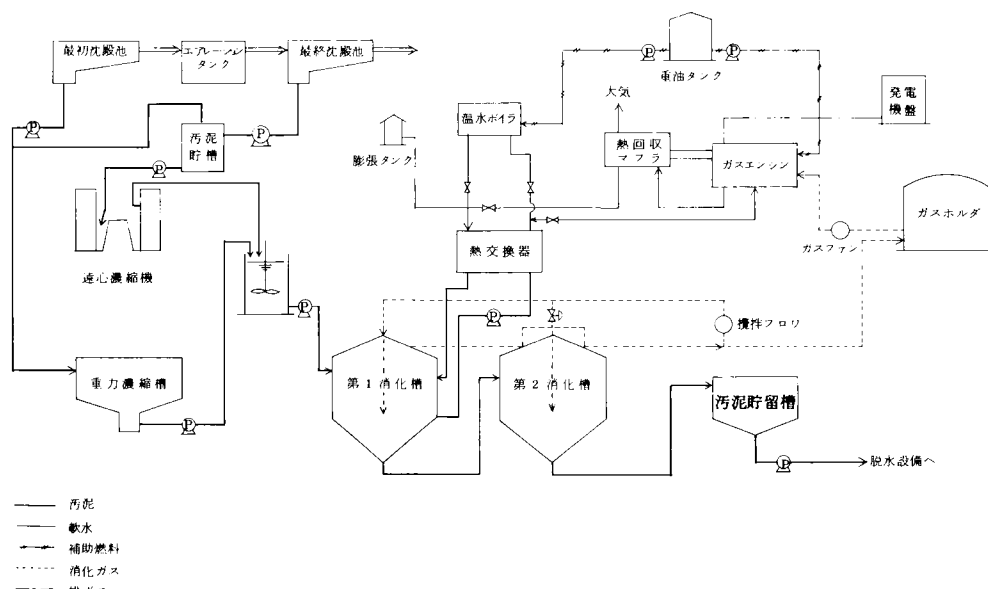 最初沈殿池
エアレーション
タンク
最終沈殿池
P
汚泥
貯槽
P
P
遠心濃縮機
重力濃縮槽
P
P
膨張タンク
温水ボイラ
大気
熱回収
マフラ
P
重油タンク
P
発電
機盤
ガスエンジン
ガスホルダ
ガスファン
熱交換器
P
攪拌ブロワ
第1消化槽
第2消化槽
汚泥貯留槽
P
脱水設備へ
汚泥
軟水
補助燃料
消化ガス